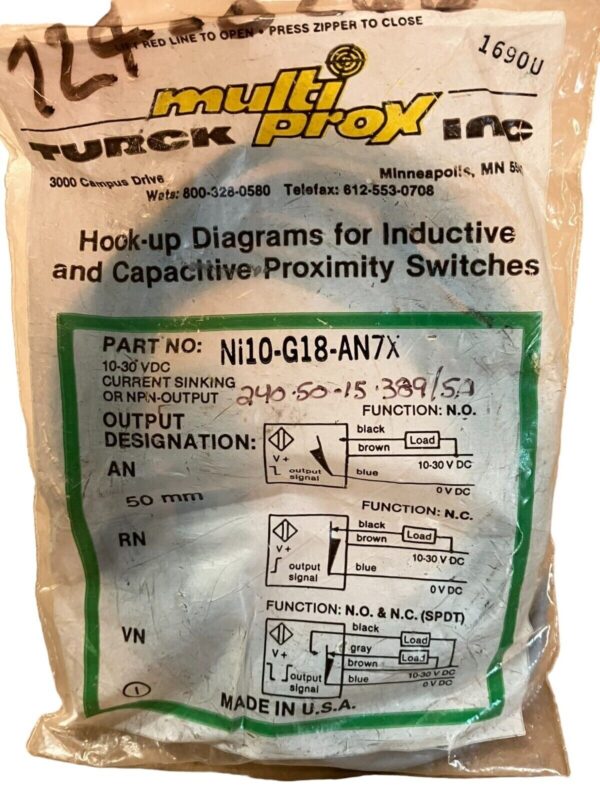 LIFT RED LINE TO OPEN • PRESS ZIPPER TO CLOSE
1690U
multi
prox
TURCK inc
3000 Campus Drive
Minneapolis, MN
Wats: 800-328-0580 Telefax: 612-553-0708
Hook-up Diagrams for Inductive
and Capacitive Proximity Switches
PART NO: Ni10-G18-AN7X
10-30 VDC
CURRENT SINKING
OR NPN-OUTPUT
OUTPUT
DESIGNATION:
FUNCTION: N.O.
black
brown Load
V+
10-30 V DC
AN
output
signal
blue
0 V DC
50 mm
FUNCTION: N.C.
RN
black
brown Load
V+
10-30 V DC
output
signal
blue
0 V DC
FUNCTION: N.O. & N.C. (SPDT)
VN
black
Load
gray
V+
brown Load
10-30 V DC
output
signal
blue
0 V DC
1
MADE IN U.S.A.